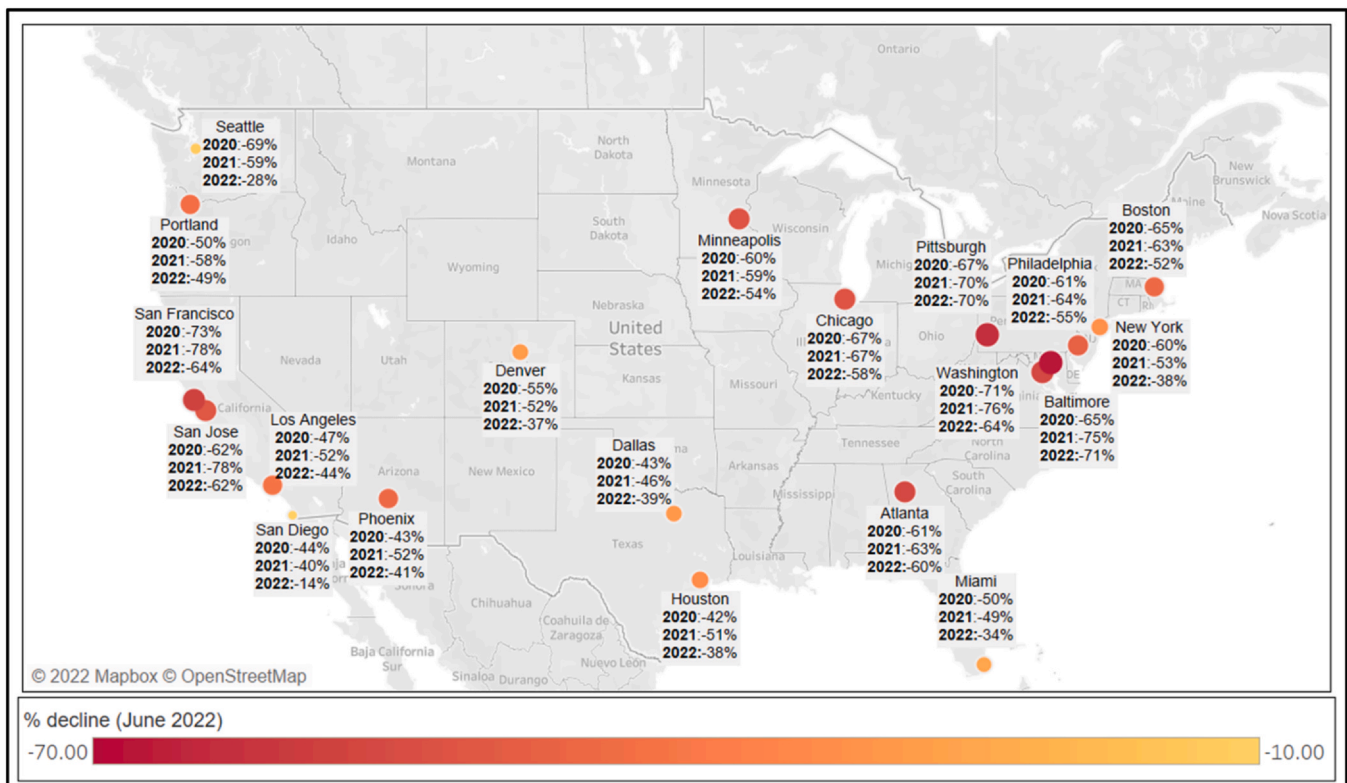 Ontario
Seattle
2020:-69%
2021:-59%
2022:-28%
North
Dakota
Montana
Minnesota
New
Brunswick
Maine
Nova Scotia
Portland
2020:-50%
2021:-58%
2022:-49%
gon
Idaho
South
Dakota
Wisconsin
Minneapolis
2020:-60%
2021:-59%
2022:-54%
Michig
Pittsburgh
2020:-67%
2021:-70%
2022:-70%
Philadelphia
2020:-61%
2021:-64%
2022:-55%
Boston
2020:-65%
2021:-63%
2022:-52%
MA
CT
RI
Wyoming
Nebraska
United
States
San Francisco
2020:-73%
2021:-78%
2022:-64%
Nevada
Utah
Denver
2020:-55%
2021:-52%
2022:-37%
Kansas
Missouri
Chicago
2020:-67%
2021:-67%
2022:-58%
Ohio
Pe
New York
2020:-60%
2021:-53%
2022:-38%
Washington
2020:-71%
2021:-76%
2022:-64%
DE
Kentucky
Baltimore
2020:-65%
2021:-75%
2022:-71%
California
San Jose
2020:-62%
2021:-78%
2022:-62%
Los Angeles
2020:-47%
2021:-52%
2022:-44%
Arizona
New Mexico
Dallas
2020:-43%
2021:-46%
2022:-39%
Arkansas
Tennessee
North
Carolina
South
Carolina
Mississippi
Atlanta
2020:-61%
2021:-63%
2022:-60%
San Diego
2020:-44%
2021:-40%
2022:-14%
Phoenix
2020:-43%
2021:-52%
2022:-41%
Sonora
Texas
Louisiana
Houston
2020:-42%
2021:-51%
2022:-38%
Miami
2020:-50%
2021:-49%
2022:-34%
Chihuahua
Coahuila de
Zaragoza
Baja California
Sur
Sinaloa
Durango
Nuevo León
© 2022 Mapbox © OpenStreetMap
% decline (June 2022)
-70.00
-10.00